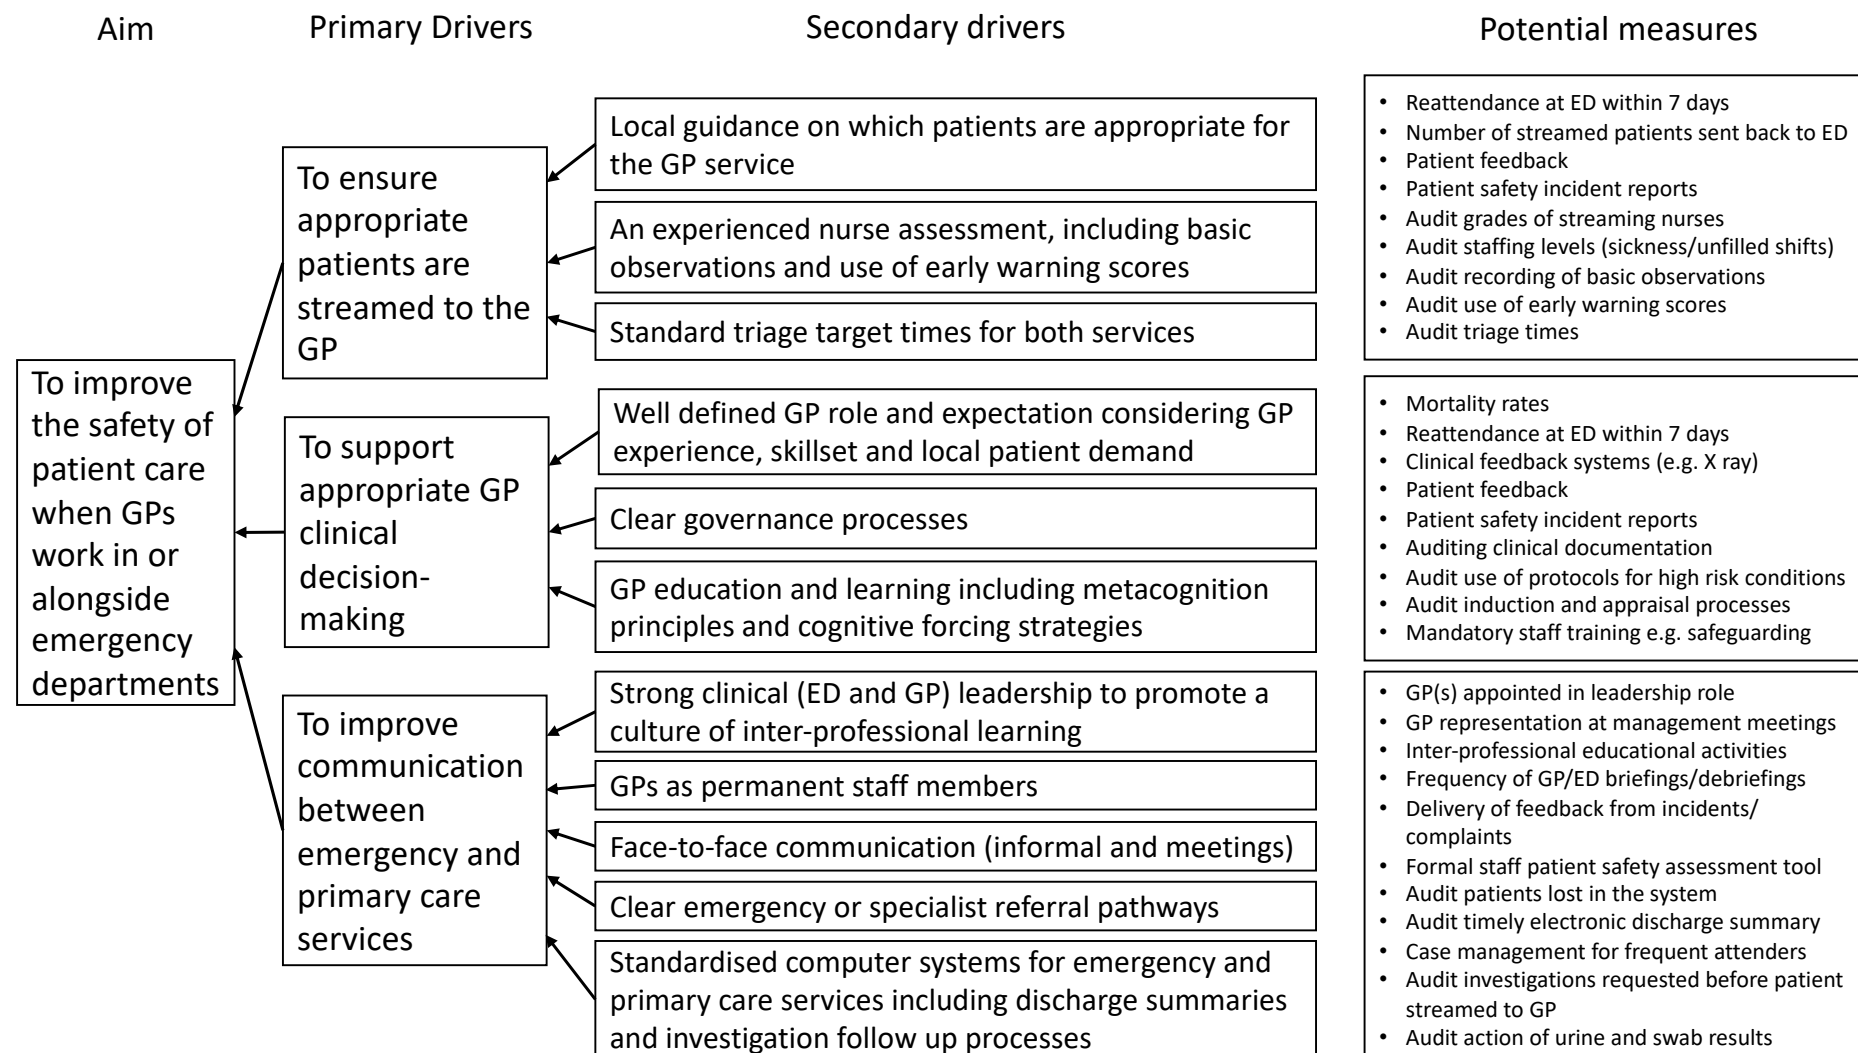 Aim
Primary Drivers
Secondary drivers
Potential measures
To improve
the safety of
patient care
when GPs
work in or
alongside
emergency
departments
To ensure
appropriate
patients are
streamed to the
GP
Local guidance on which patients are appropriate for
the GP service
An experienced nurse assessment, including basic
observations and use of early warning scores
Standard triage target times for both services
• Reattendance at ED within 7 days
• Number of streamed patients sent back to ED
• Patient feedback
• Patient safety incident reports
• Audit grades of streaming nurses
• Audit staffing levels (sickness/unfilled shifts)
• Audit recording of basic observations
• Audit use of early warning scores
• Audit triage times
To support
appropriate GP
clinical
decision-
making
Well defined GP role and expectation considering GP
experience, skillset and local patient demand
Clear governance processes
GP education and learning including metacognition
principles and cognitive forcing strategies
• Mortality rates
• Reattendance at ED within 7 days
• Clinical feedback systems (e.g. X ray)
• Patient feedback
• Patient safety incident reports
• Auditing clinical documentation
• Audit use of protocols for high risk conditions
• Audit induction and appraisal processes
• Mandatory staff training e.g. safeguarding
To improve
communication
between
emergency and
primary care
services
Strong clinical (ED and GP) leadership to promote a
culture of inter-professional learning
GPs as permanent staff members
Face-to-face communication (informal and meetings)
Clear emergency or specialist referral pathways
Standardised computer systems for emergency and
primary care services including discharge summaries
and investigation follow up processes
• GP(s) appointed in leadership role
• GP representation at management meetings
• Inter-professional educational activities
• Frequency of GP/ED briefings/debriefings
• Delivery of feedback from incidents/
complaints
• Formal staff patient safety assessment tool
• Audit patients lost in the system
• Audit timely electronic discharge summary
• Case management for frequent attenders
• Audit investigations requested before patient
streamed to GP
• Audit action of urine and swab results